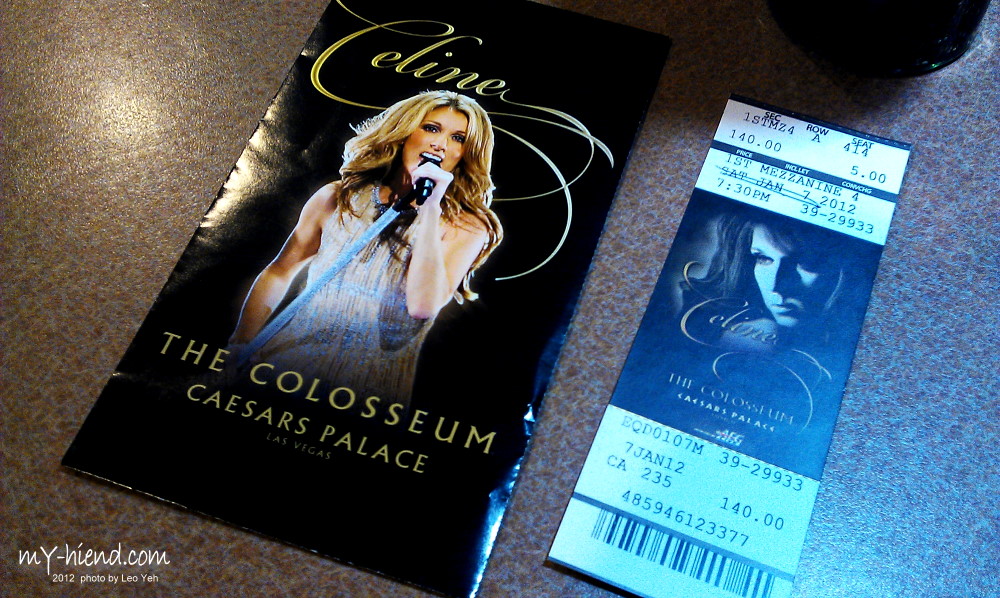 Celine
THE COLOSSEUM
CAESARS PALACE
LAS VEGAS
SEC ROW SEAT
1STMZ4 A 414
140.00 5.00
PRICE INCL.LET CONVCHG
1ST MEZZANINE 4
SAT JAN 7 2012
7:30PM 39-29933
Celine
THE COLOSSEUM
CAESARS PALACE
AEG
EQD0107M 39-29933
7JAN12
CA 235 140.00
485946123377
mY-hiend.com
2012 photo by Leo Yeh